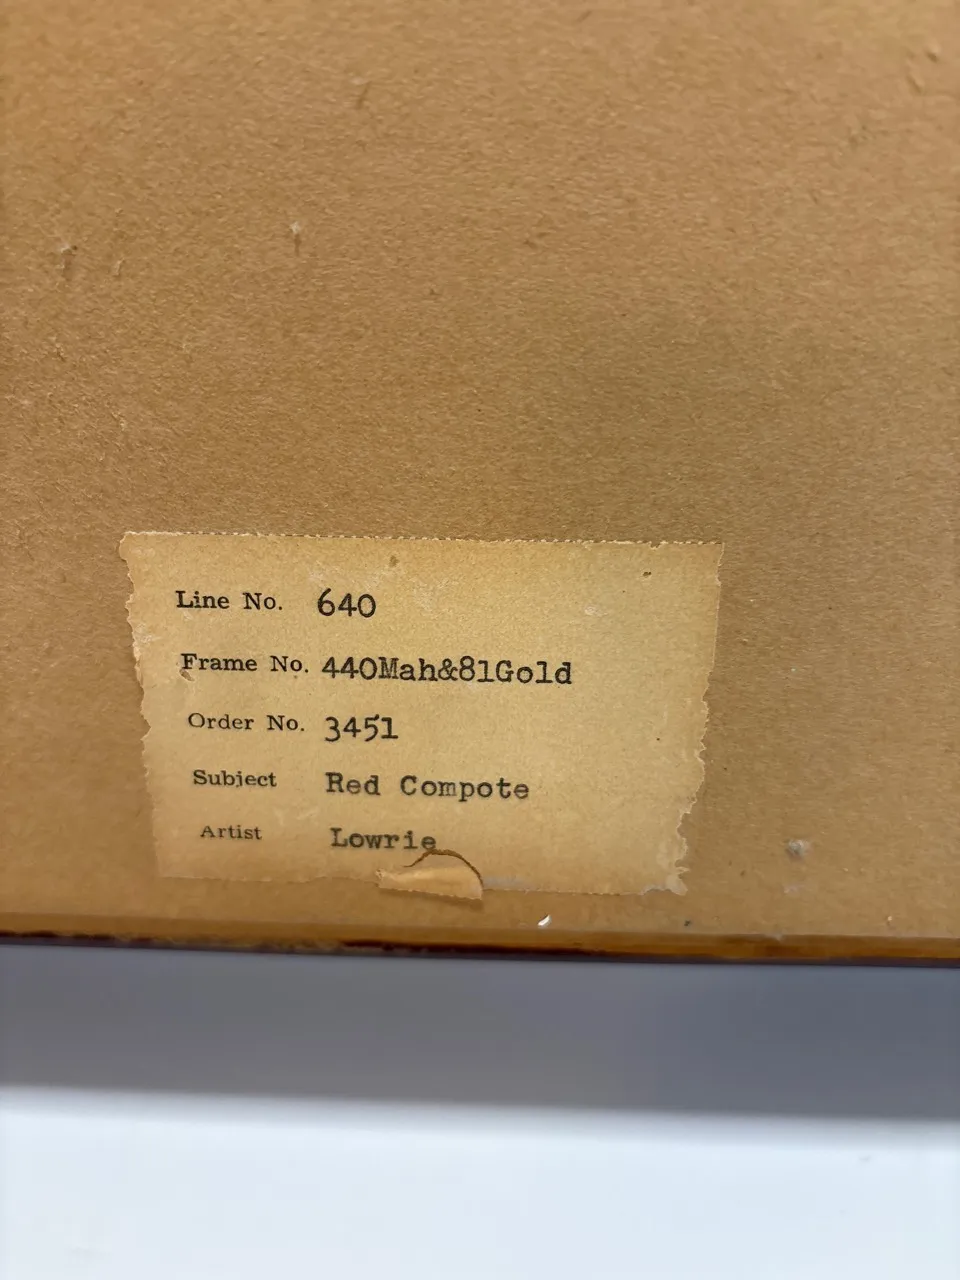 Line No. 640
Frame No. 440Mah&81Gold
Order No. 3451
Subject Red Compote
Artist Lowrie